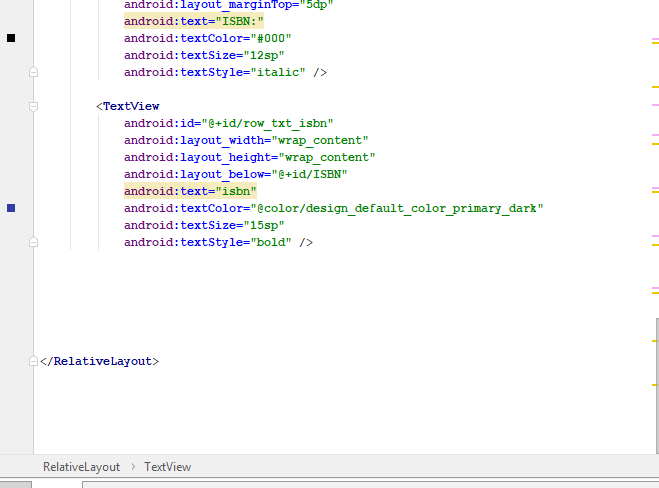 android:layout_marginTop="5dp"
android:text="ISBN:"
android:textColor="#000"
android:textSize="12sp"
android:textStyle="italic" />
<TextView
android:id="@+id/row_txt_isbn"
android:layout_width="wrap_content"
android:layout_height="wrap_content"
android:layout_below="@+id/ISBN"
android:text="isbn"
android:textColor="@color/design_default_color_primary_dark"
android:textSize="15sp"
android:textStyle="bold" />
</RelativeLayout>
RelativeLayout > TextView